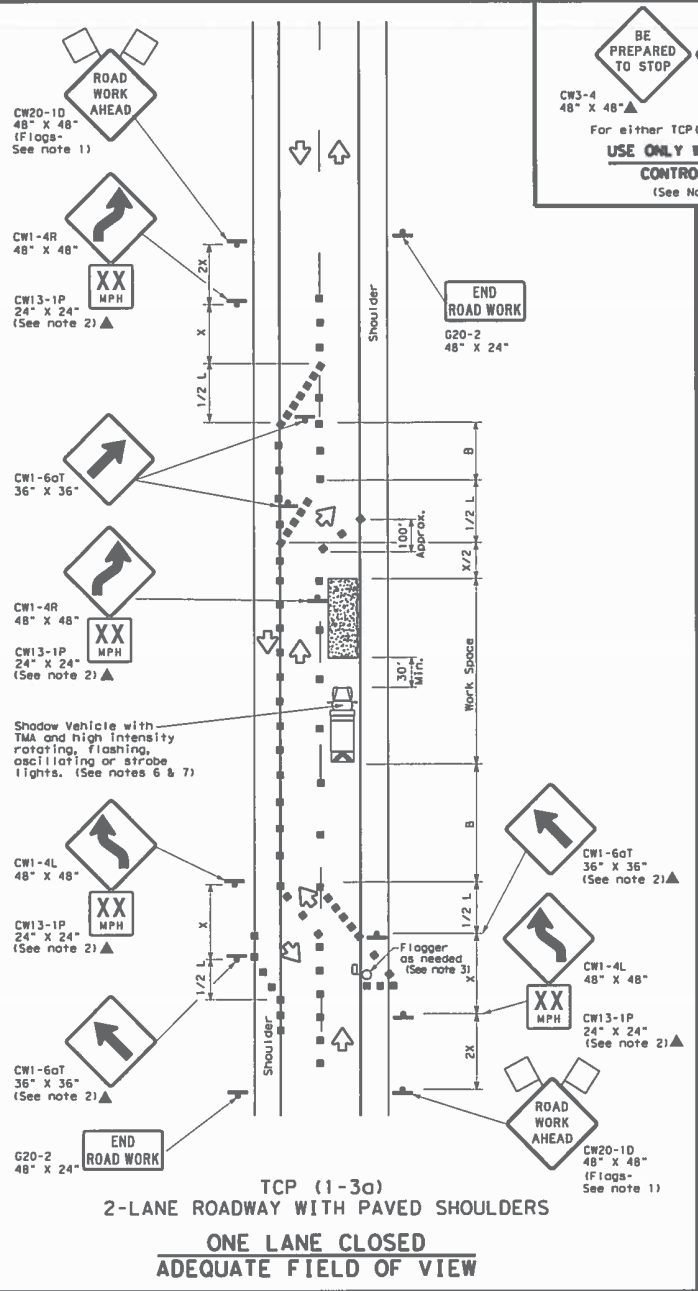 ROAD
WORK
AHEAD
CW20-1D
48" X 48"
(Flags-
See note 1)
CW1-4R
48" X 48"
XX
MPH
CW13-1P
24" X 24"
(See note 2)▲
CW1-6aT
36" X 36"
CW1-4R
48" X 48"
XX
MPH
CW13-1P
24" X 24"
(See note 2)▲
Shadow Vehicle with
TMA and high intensity
rotating, flashing,
oscillating or strobe
lights. (See notes 6 & 7)
CW1-4L
48" X 48"
XX
MPH
CW13-1P
24" X 24"
(See note 2)▲
CW1-6aT
36" X 36"
(See note 2)▲
G20-2
48" X 24"
END
ROAD WORK
2X
X
1/2 L
X
1/2 L
Shoulder
Shoulder
BE
PREPARED
TO STOP
CW3-4
48" X 48"▲
For either TCP(
USE ONLY W
CONTRO
(See No
END
ROAD WORK
G20-2
48" X 24"
B
1/2 L
100'
Approx.
X/2
30'
Min.
Work Space
B
1/2 L
X
2X
CW1-6aT
36" X 36"
(See note 2)▲
Flagger
as needed
(See note 3)
CW1-4L
48" X 48"
XX
MPH
CW13-1P
24" X 24"
(See note 2)▲
ROAD
WORK
AHEAD
CW20-1D
48" X 48"
(Flags-
See note 1)
TCP (1-3a)
2-LANE ROADWAY WITH PAVED SHOULDERS
ONE LANE CLOSED
ADEQUATE FIELD OF VIEW